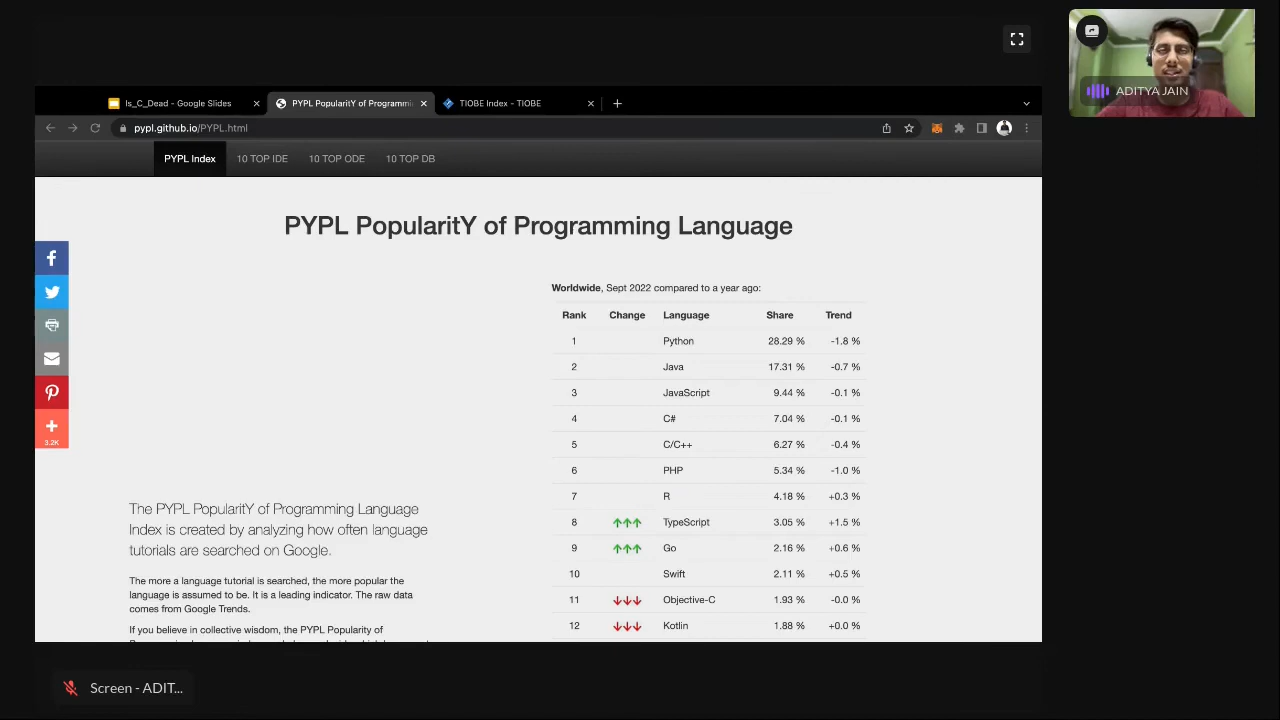 Is_C_Dead - Google Slides
PYPL PopularitY of Programmi
TIOBE Index - TIOBE
pypl.github.io/PYPL.html
PYPL Index
10 TOP IDE
10 TOP ODE
10 TOP DB
PYPL PopularitY of Programming Language
3.2K
The PYPL PopularitY of Programming Language
Index is created by analyzing how often language
tutorials are searched on Google.
The more a language tutorial is searched, the more popular the
language is assumed to be. It is a leading indicator. The raw data
comes from Google Trends.
If you believe in collective wisdom, the PYPL Popularity of
Worldwide, Sept 2022 compared to a year ago:
Rank Change Language Share Trend
1 Python 28.29 % -1.8 %
2 Java 17.31 % -0.7 %
3 JavaScript 9.44 % -0.1 %
4 C# 7.04 % -0.1 %
5 C/C++ 6.27 % -0.4 %
6 PHP 5.34 % -1.0 %
7 R 4.18 % +0.3 %
8 ↑↑↑ TypeScript 3.05 % +1.5 %
9 ↑↑↑ Go 2.16 % +0.6 %
10 Swift 2.11 % +0.5 %
11 ↓↓↓ Objective-C 1.93 % -0.0 %
12 ↓↓↓ Kotlin 1.88 % +0.0 %
ADITYA JAIN
Screen - ADIT...